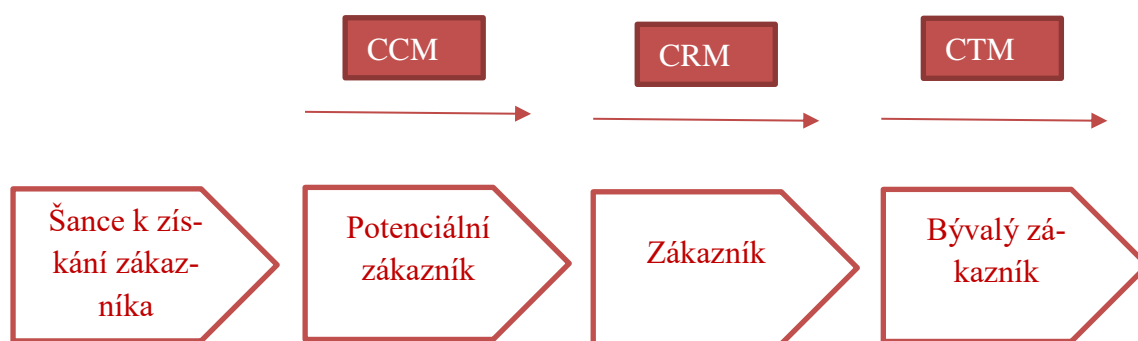 CCM
CRM
CTM
Šance k zís-
kání zákaz-
níka
Potenciální
zákazník
Zákazník
Bývalý zá-
kazník